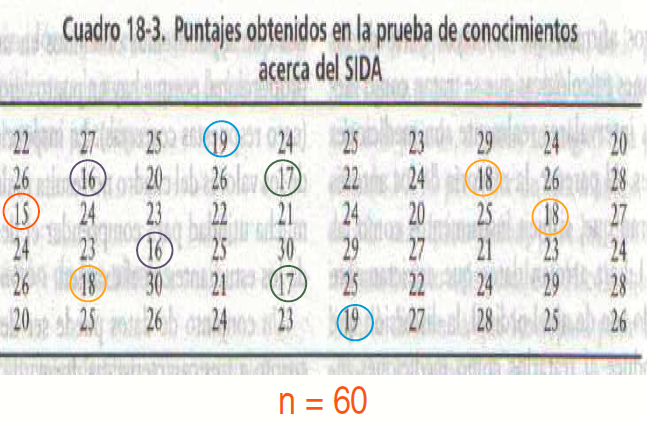 Cuadro 18-3. Puntajes obtenidos en la prueba de conocimientos
acerca del SIDA
22 27 25 19 24 25 23 29 24 20
26 16 20 26 17 22 24 18 26 28
15 24 23 22 21 24 20 25 18 27
24 23 16 25 30 29 27 21 23 24
26 18 30 21 17 25 22 24 29 28
20 25 26 24 23 19 27 28 25 26
n = 60